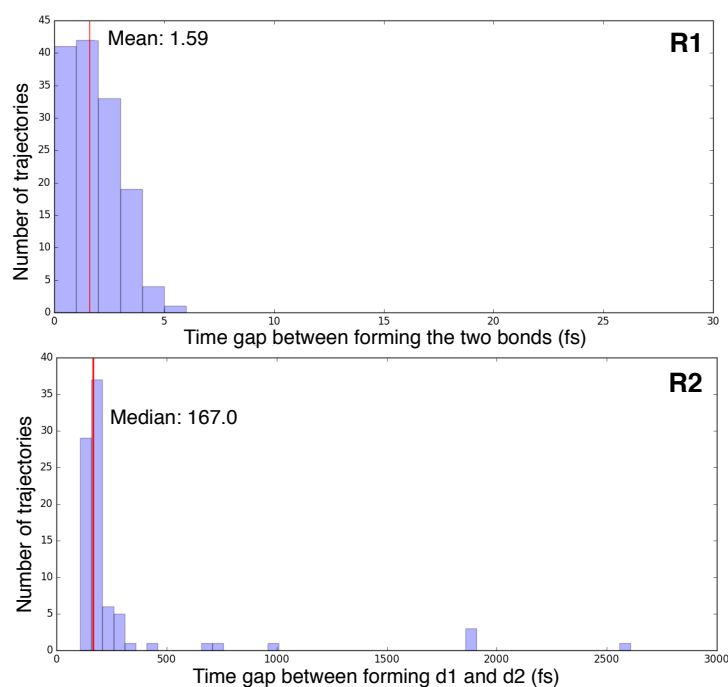 45
40
35
30
25
20
15
10
5
0
Mean: 1.59
R1
Number of trajectories
0 5 10 15 20 25 30
Time gap between forming the two bonds (fs)
40
35
30
25
20
15
10
5
0
R2
Median: 167.0
Number of trajectories
0 500 1000 1500 2000 2500 3000
Time gap between forming d1 and d2 (fs)